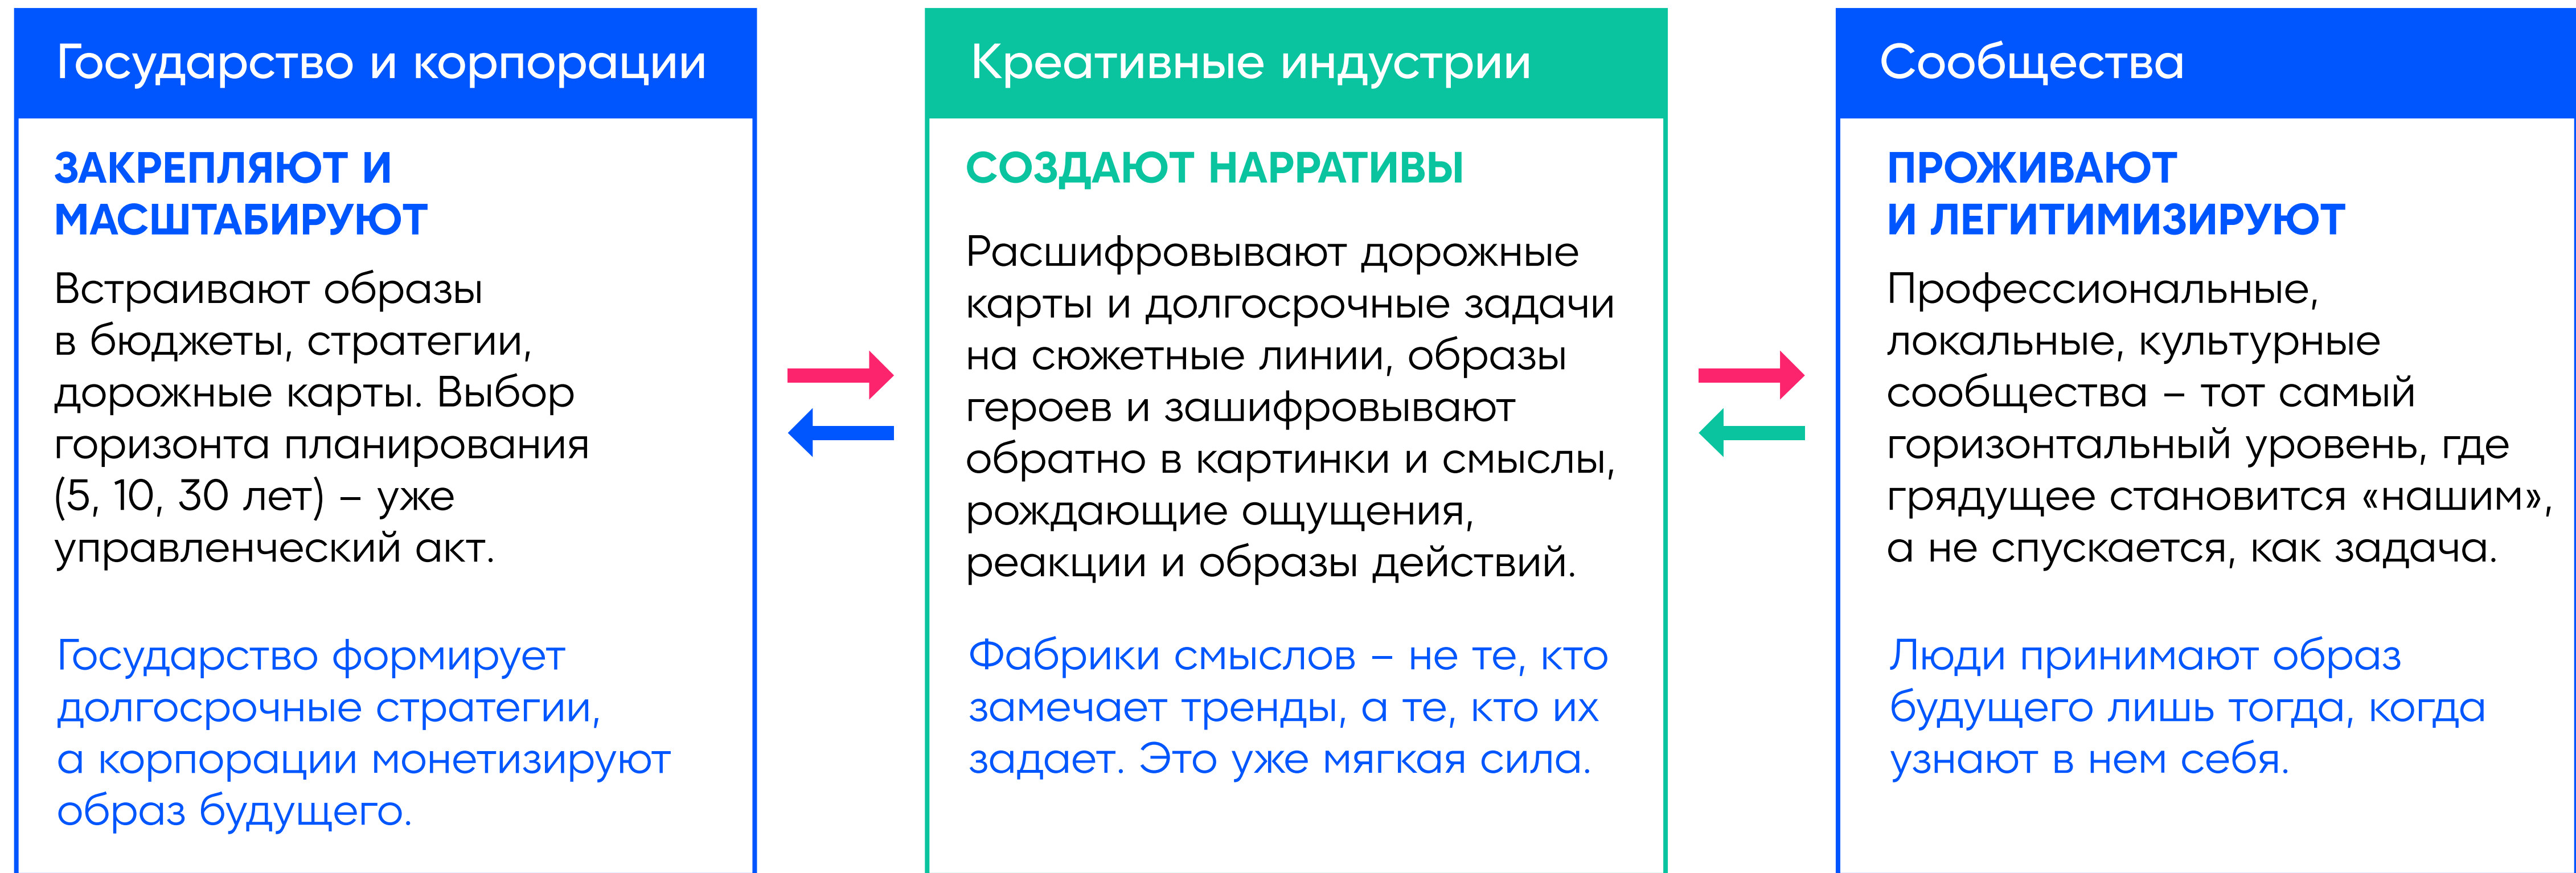 Государство и корпорации
ЗАКРЕПЛЯЮТ И
МАСШТАБИРУЮТ
Встраивают образы
в бюджеты, стратегии,
дорожные карты. Выбор
горизонта планирования
(5, 10, 30 лет) – уже
управленческий акт.
Государство формирует
долгосрочные стратегии,
а корпорации монетизируют
образ будущего.
Креативные индустрии
СОЗДАЮТ НАРРАТИВЫ
Расшифровывают дорожные
карты и долгосрочные задачи
на сюжетные линии, образы
героев и зашифровывают
обратно в картинки и смыслы,
рождающие ощущения,
реакции и образы действий.
Фабрики смыслов – не те, кто
замечает тренды, а те, кто их
задает. Это уже мягкая сила.
Сообщества
ПРОЖИВАЮТ
И ЛЕГИТИМИЗИРУЮТ
Профессиональные,
локальные, культурные
сообщества – тот самый
горизонтальный уровень, где
грядущее становится «нашим»,
а не спускается, как задача.
Люди принимают образ
будущего лишь тогда, когда
узнают в нем себя.